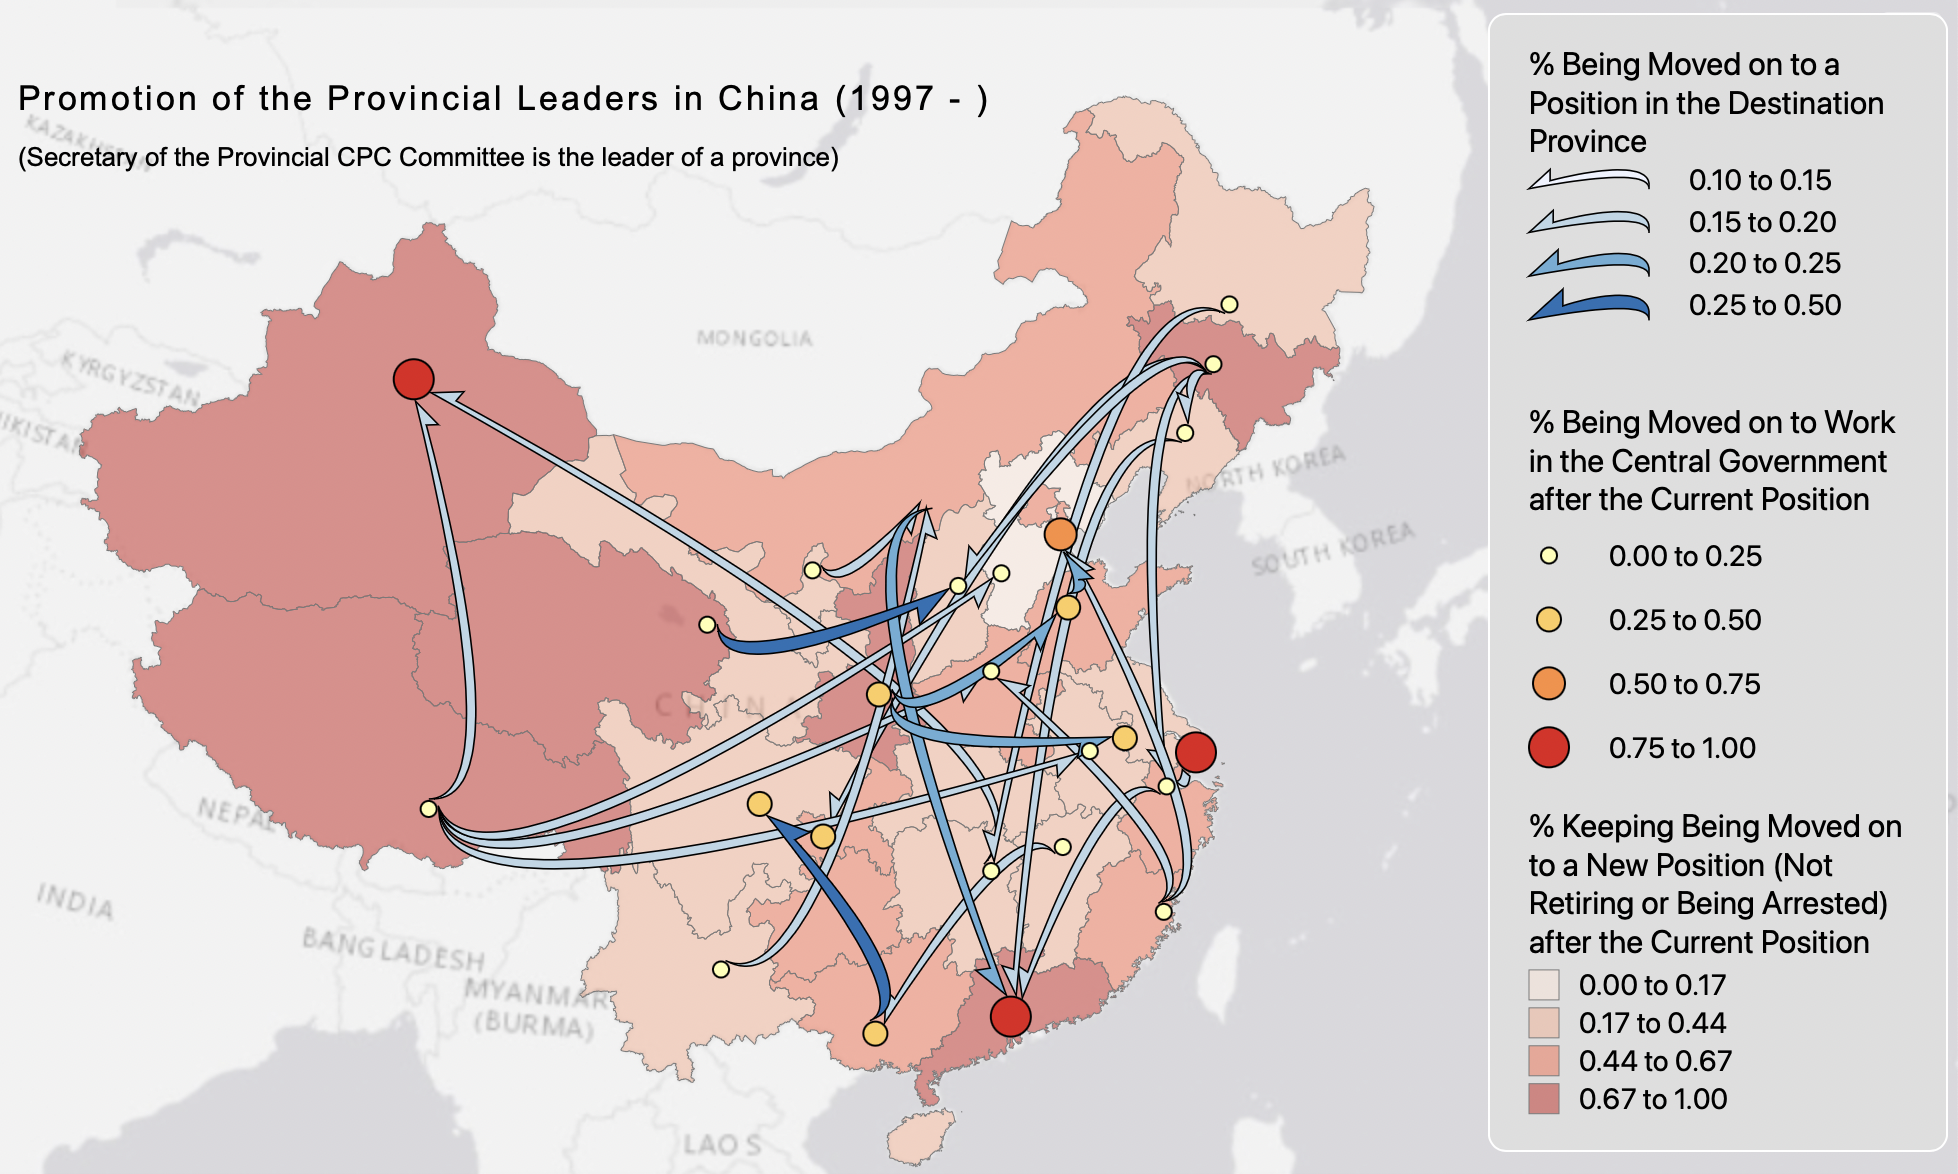 Promotion of the Provincial Leaders in China (1997 - )
(Secretary of the Provincial CPC Committee is the leader of a province)
KAZAKHSTAN
MONGOLIA
KYRGYZSTAN
NORTH KOREA
SOUTH KOREA
CHIN
NEPAL
INDIA
BANGLADESH
MYANMAR
(BURMA)
LAOS
% Being Moved on to a
Position in the Destination
Province
0.10 to 0.15
0.15 to 0.20
0.20 to 0.25
0.25 to 0.50
% Being Moved on to Work
in the Central Government
after the Current Position
0.00 to 0.25
0.25 to 0.50
0.50 to 0.75
0.75 to 1.00
% Keeping Being Moved on
to a New Position (Not
Retiring or Being Arrested)
after the Current Position
0.00 to 0.17
0.17 to 0.44
0.44 to 0.67
0.67 to 1.00